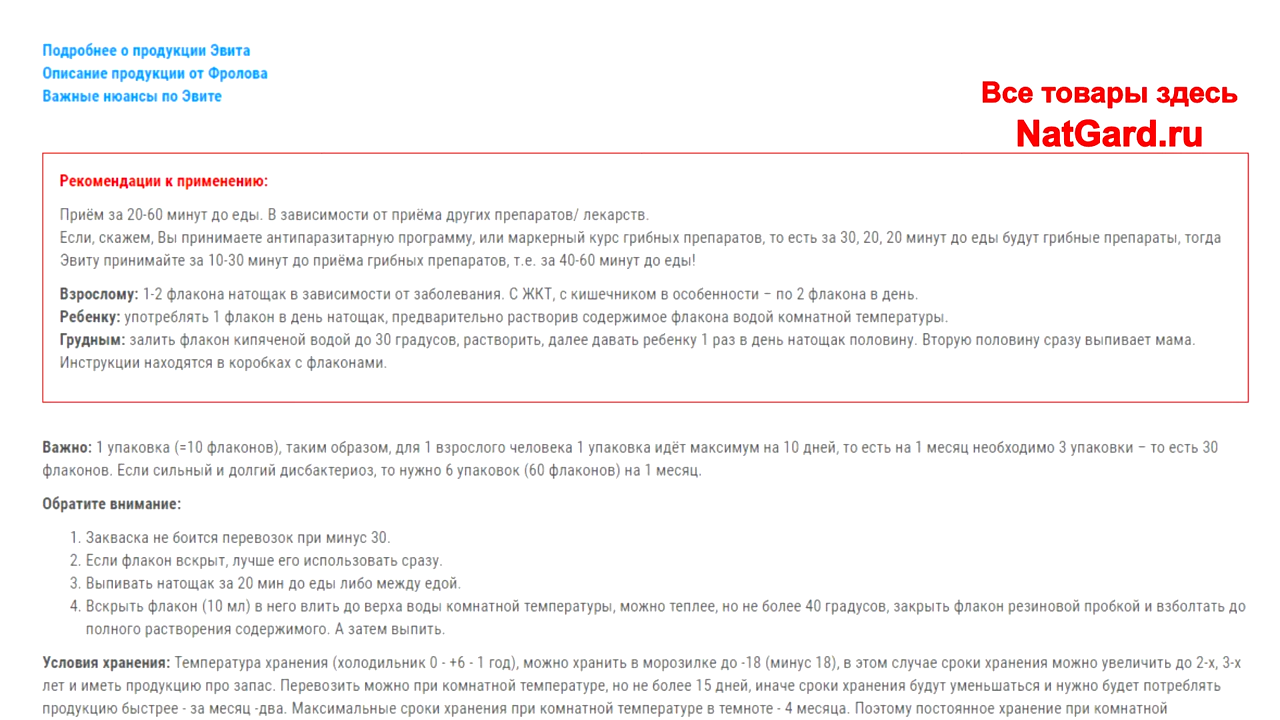 Подробнее о продукции Эвита
Описание продукции от Фролова
Важные нюансы по Эвите
Все товары здесь
NatGard.ru
Рекомендации к применению:
Приём за 20-60 минут до еды. В зависимости от приёма других препаратов/ лекарств.
Если, скажем, Вы принимаете антипаразитарную программу, или маркерный курс грибных препаратов, то есть за 30, 20, 20 минут до еды будут грибные препараты, тогда
Эвиту принимайте за 10-30 минут до приёма грибных препаратов, т.е. за 40-60 минут до еды!
Взрослому: 1-2 флакона натощак в зависимости от заболевания. С ЖКТ, с кишечником в особенности – по 2 флакона в день.
Ребенку: употреблять 1 флакон в день натощак, предварительно растворив содержимое флакона водой комнатной температуры.
Грудным: залить флакон кипяченой водой до 30 градусов, растворить, далее давать ребенку 1 раз в день натощак половину. Вторую половину сразу выпивает мама.
Инструкции находятся в коробках с флаконами.
Важно: 1 упаковка (=10 флаконов), таким образом, для 1 взрослого человека 1 упаковка идёт максимум на 10 дней, то есть на 1 месяц необходимо 3 упаковки – то есть 30
флаконов. Если сильный и долгий дисбактериоз, то нужно 6 упаковок (60 флаконов) на 1 месяц.
Обратите внимание:
1. Закваска не боится перевозок при минус 30.
2. Если флакон вскрыт, лучше его использовать сразу.
3. Выпивать натощак за 20 мин до еды либо между едой.
4. Вскрыть флакон (10 мл) в него влить до верха воды комнатной температуры, можно теплее, но не более 40 градусов, закрыть флакон резиновой пробкой и взболтать до
полного растворения содержимого. А затем выпить.
Условия хранения: Температура хранения (холодильник 0 - +6 - 1 год), можно хранить в морозилке до -18 (минус 18), в этом случае сроки хранения можно увеличить до 2-х, 3-х
лет и иметь продукцию про запас. Перевозить можно при комнатной температуре, но не более 15 дней, иначе сроки хранения будут уменьшаться и нужно будет потреблять
продукцию быстрее - за месяц -два. Максимальные сроки хранения при комнатной температуре в темноте - 4 месяца. Поэтому постоянное хранение при комнатной